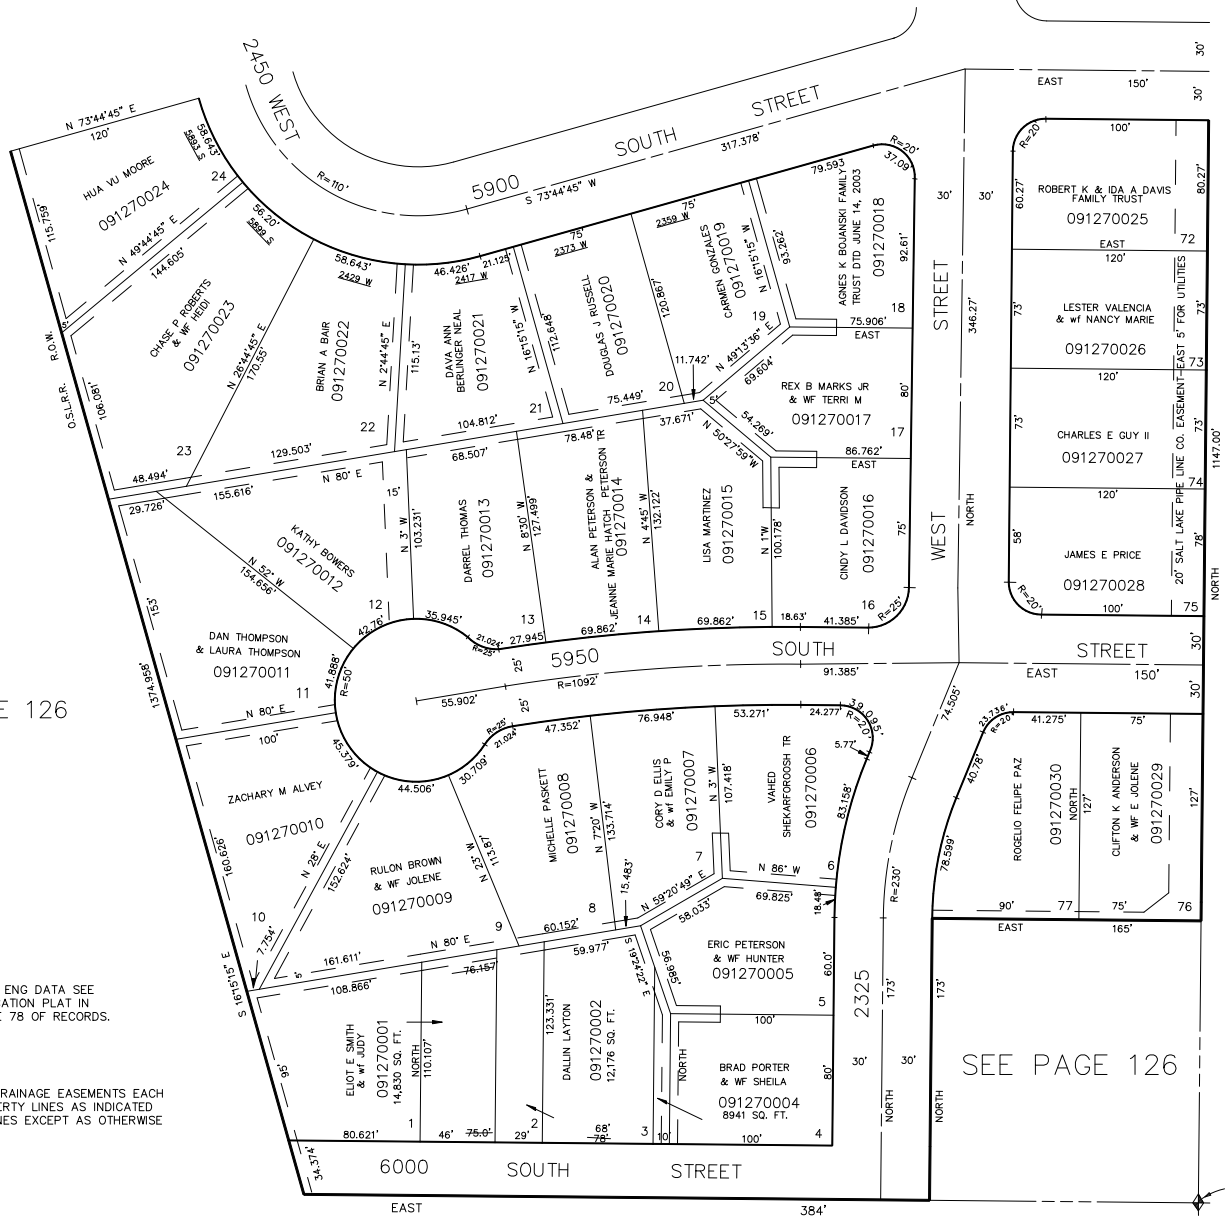 2450 WEST
R=110'
5900
SOUTH
STREET
S 73°44'45" W
317.378'
EAST
150'
30'
30'
N 73°44'45" E
120'
58.643'
5893 S
HUA VU MOORE
091270024
24
115.759'
N 49°44'45" E
144.605'
56.20'
5899 S
CHASE P ROBERTS
& WF HEIDI
091270023
23
5'
R.O.W.
O.S.L.R.R.
106.081'
N 26°44'45" E
170.55'
48.494'
58.643'
2429 W
BRIAN A BAIR
091270022
22
129.503'
N 2°44'45" E
115.13'
46.426'
21.125'
2417 W
DAVA ANN
BERLINGER NEAL
091270021
21
104.812'
N 16°15'15" W
112.648'
75'
2373 W
DOUGLAS J RUSSELL
091270020
20
75.449'
120.867'
11.742'
75'
2359 W
CARMEN GONZALES
091270019
19
N 16°15'15" W
93.262'
N 49°13'36" E
69.604'
79.593
R=20'
37.09
AGNES K BOJANSKI FAMILY
TRUST DTD JUNE 14, 2003
091270018
18
92.61'
75.906'
EAST
REX B MARKS JR
& WF TERRI M
091270017
17
80'
5'
54.269'
N 50°27'59" W
86.762'
EAST
30'
30'
STREET
346.27'
WEST
NORTH
R=20'
100'
60.27'
80.27'
ROBERT K & IDA A DAVIS
FAMILY TRUST
091270025
72
EAST
120'
73'
73'
LESTER VALENCIA
& wf NANCY MARIE
091270026
73
120'
73'
73'
CHARLES E GUY II
091270027
74
120'
58'
78'
JAMES E PRICE
091270028
75
R=20'
100'
20' SALT LAKE PIPE LINE CO. EASEMENT-EAST 5' FOR UTILITIES
1147.00'
NORTH
29.726'
155.616'
N 80° E
15'
N 52° W
154.656'
KATHY BOWERS
091270012
12
42.76'
N 3° W
103.231'
68.507'
DARREL THOMAS
091270013
13
35.945'
21.024'
R=25'
27.945
N 8°30' W
127.499'
78.48'
37.671'
ALAN PETERSON &
JEANNE MARIE HATCH PETERSON TR
091270014
14
69.862'
N 4°45' W
132.122'
LISA MARTINEZ
091270015
15
69.862'
N 1°W
100.178'
18.63'
CINDY L DAVIDSON
091270016
16
75'
41.385'
R=25'
153'
DAN THOMPSON
& LAURA THOMPSON
091270011
11
41.888'
R=50'
1374.958'
N 80° E
100'
25'
25'
5950
SOUTH
STREET
R=1092'
55.902'
91.385'
EAST
150'
30'
30'
E 126
45.379'
ZACHARY M ALVEY
091270010
10
160.626'
7.754'
N 28° E
152.624'
44.506'
RULON BROWN
& WF JOLENE
091270009
9
5'
161.611'
N 80° E
30.709'
21.024'
R=25'
N 23° W
113.87'
47.352'
MICHELLE PASKETT
091270008
8
60.152'
N 7°20' W
133.714'
15.483'
76.948'
CORY D ELLIS
& wf EMILY P
091270007
7
N 59°20'49" E
58.033'
N 3° W
107.418'
53.271'
24.277'
39.095'
R=20'
5.77'
VAHED
SHEKARFOROOSH TR
091270006
6
83.158'
N 86° W
69.825'
18.48'
74.505'
R=230'
23.736'
R=20'
41.275'
75'
40.78'
78.599'
ROGELIO FELIPE PAZ
091270030
NORTH
127'
CLIFTON K ANDERSON
& WF E JOLENE
091270029
127'
90'
77
75'
76
EAST
165'
S 16°15'15" E
108.866'
76.157
59.977'
ELIOT E SMITH
& wf JUDY
091270001
14,830 SQ. FT.
NORTH
110.107'
95'
80.621'
1
46'
75.0'
29'
2
123.331'
DALLIN LAYTON
091270002
12,176 SQ. FT.
68'
78'
3
10'
S 19°24'22" E
56.985'
ERIC PETERSON
& WF HUNTER
091270005
5
60.0'
100'
NORTH
BRAD PORTER
& WF SHEILA
091270004
8941 SQ. FT.
4
80'
100'
2325
173'
173'
30'
30'
NORTH
NORTH
SEE PAGE 126
34.374'
6000
SOUTH
STREET
EAST
384'
ENG DATA SEE
CATION PLAT IN
E 78 OF RECORDS.
RAINAGE EASEMENTS EACH
ERTY LINES AS INDICATED
NES EXCEPT AS OTHERWISE